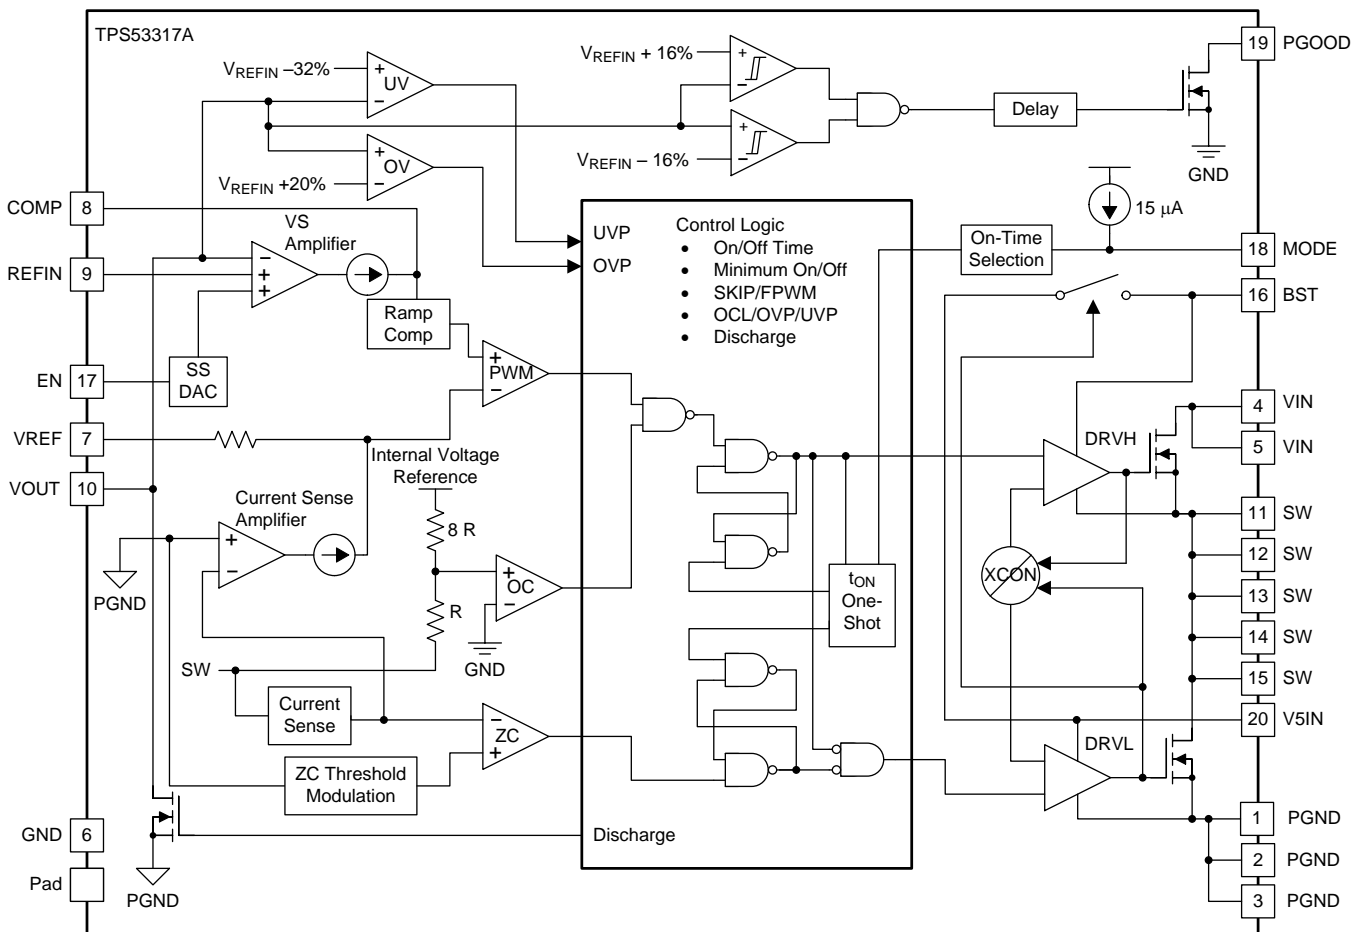 TPS53317A
19 PGOOD
V_REFIN –32%
+
UV
–
V_REFIN + 16%
+
–
Delay
+
OV
–
V_REFIN +20%
+
–
V_REFIN – 16%
GND
15 μA
COMP 8
VS
Amplifier
REFIN 9
–
+
+
UVP
OVP
Control Logic
• On/Off Time
• Minimum On/Off
• SKIP/FPWM
• OCL/OVP/UVP
• Discharge
On-Time
Selection
18 MODE
16 BST
Ramp
Comp
EN 17
SS
DAC
+
PWM
–
4 VIN
5 VIN
VREF 7
VOUT 10
Internal Voltage
Reference
DRVH
Current Sense
Amplifier
8 R
+
–
PGND
+
OC
–
R
GND
t_ON
One-
Shot
XCON
11 SW
12 SW
13 SW
14 SW
15 SW
SW
Current
Sense
–
ZC
+
20 V5IN
DRVL
ZC Threshold
Modulation
GND 6
Discharge
Pad
PGND
1 PGND
2 PGND
3 PGND